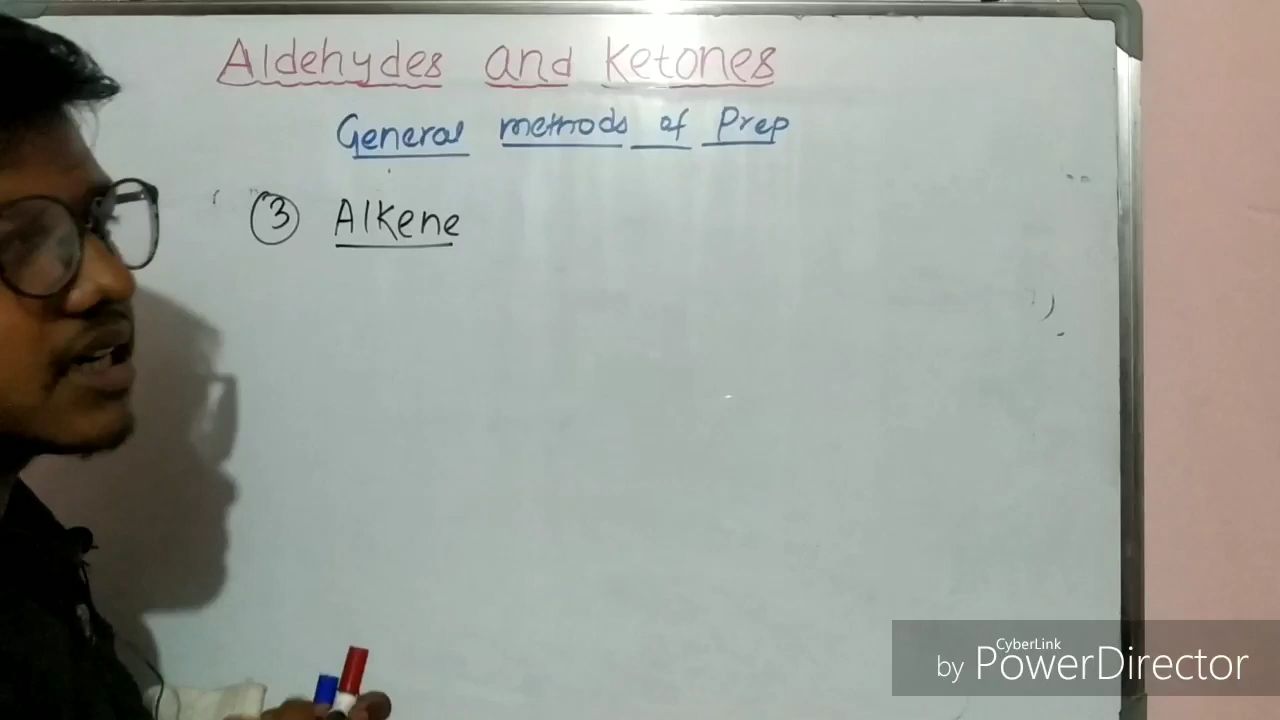 Aldehydes and Ketones
General methods of Prep
③ Alkene
CyberLink
by PowerDirector